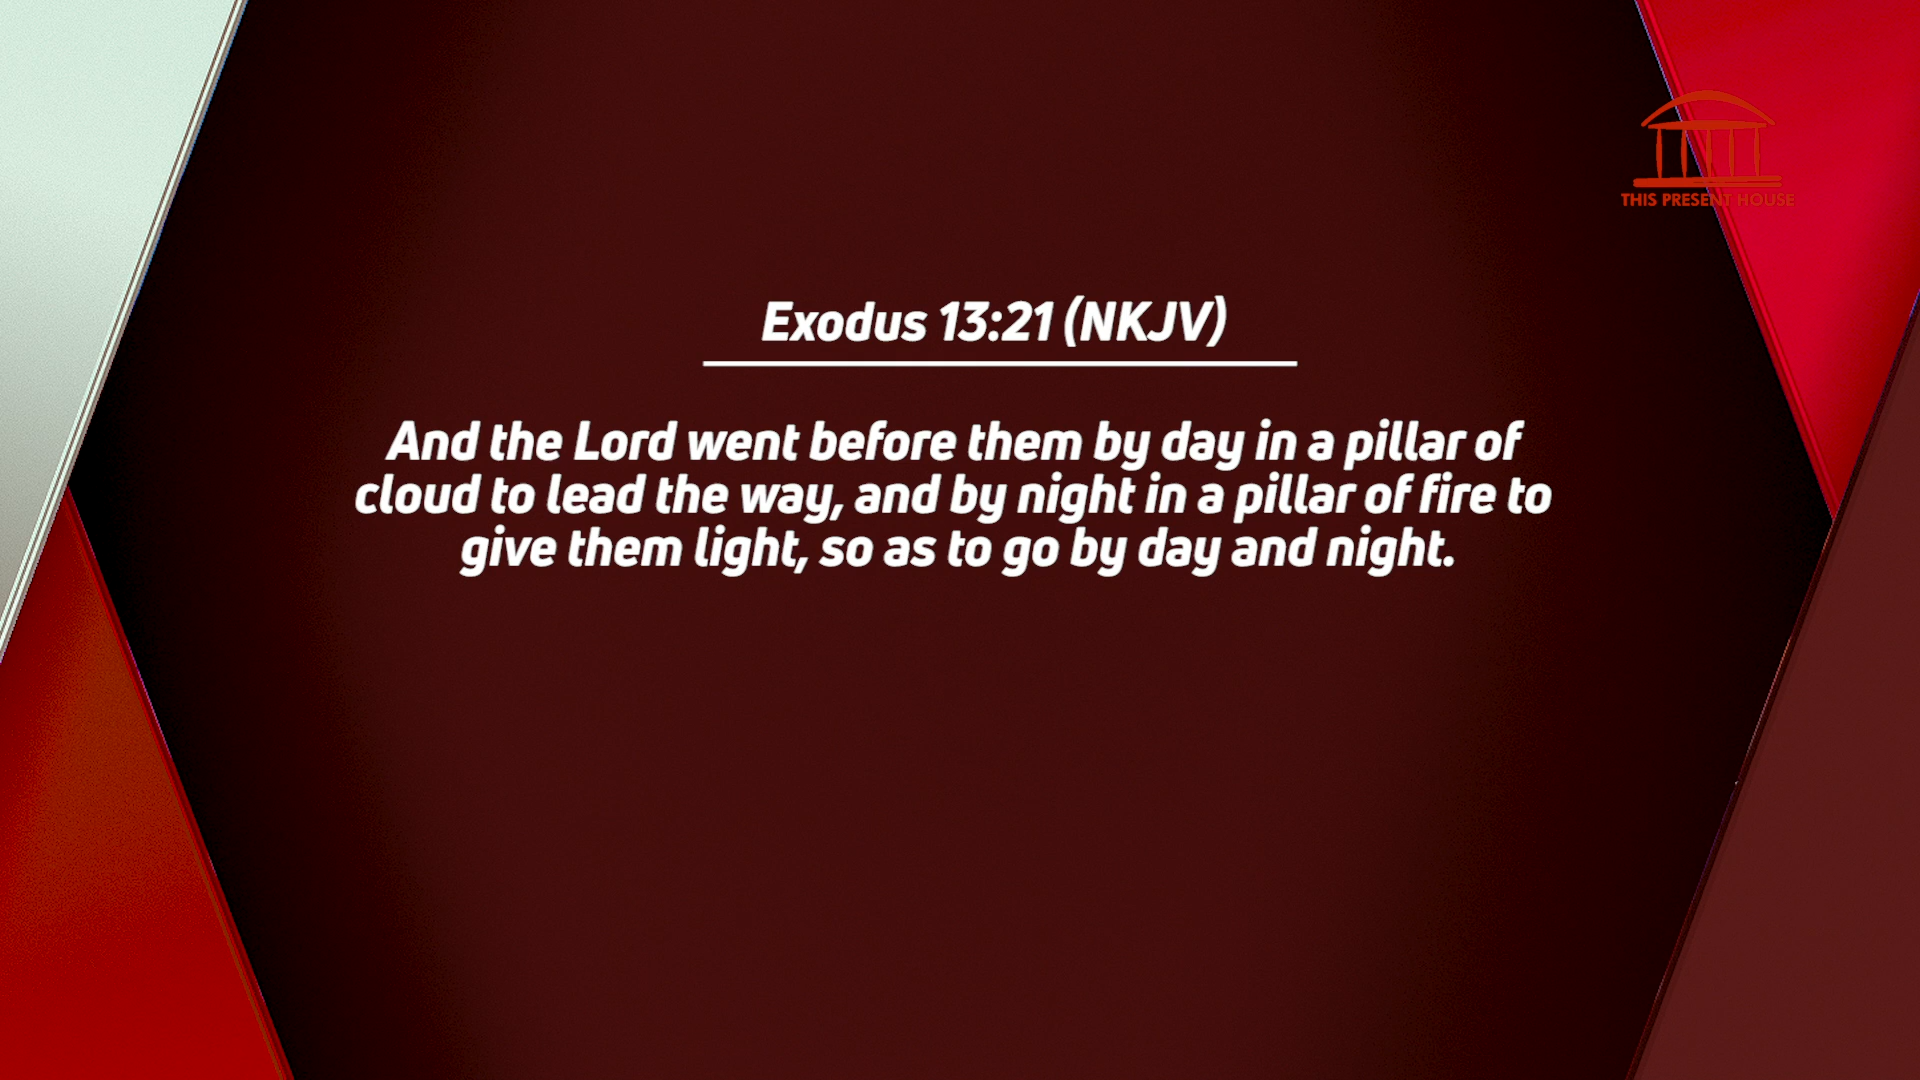 THIS PRESENT HOUSE
Exodus 13:21 (NKJV)
And the Lord went before them by day in a pillar of
cloud to lead the way, and by night in a pillar of fire to
give them light, so as to go by day and night.